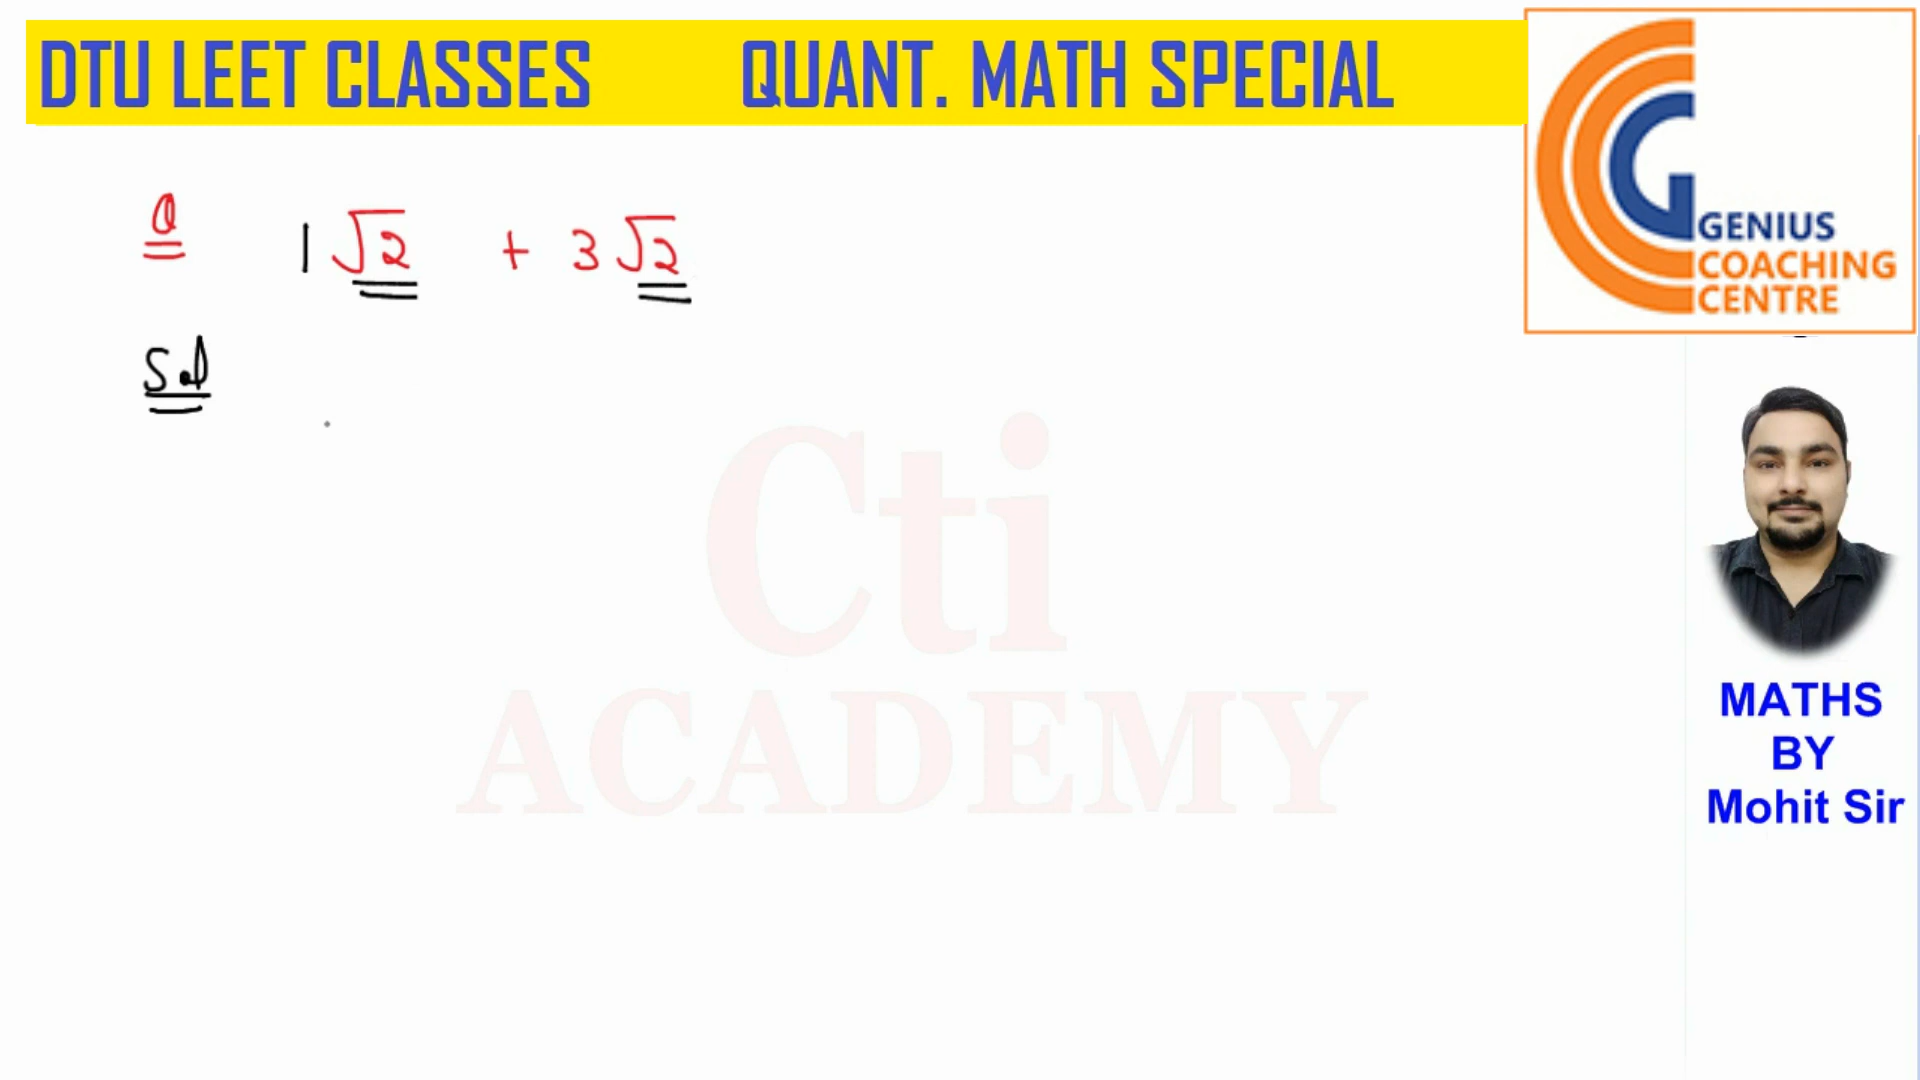 DTU LEET CLASSES QUANT. MATH SPECIAL
GENIUS
COACHING
CENTRE
Q 1√2 + 3√2
Sol
Cti
ACADEMY
MATHS
BY
Mohit Sir